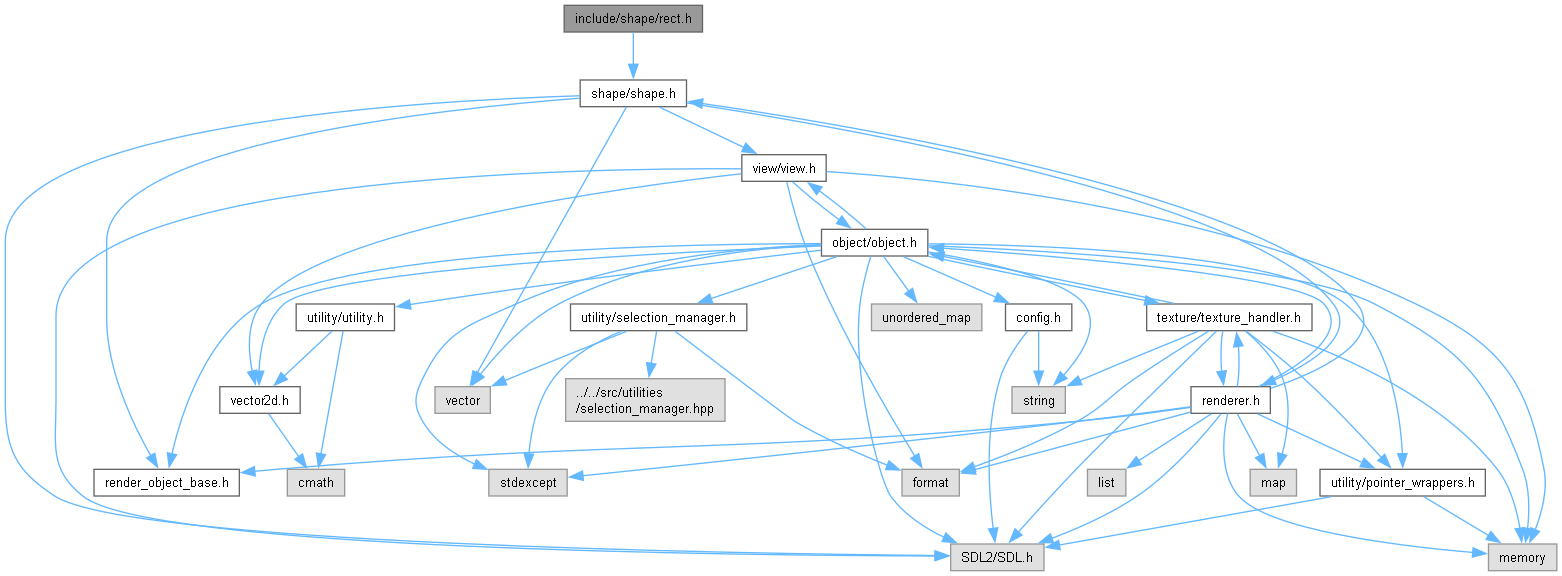 include/shape/rect.h
shape/shape.h
view/view.h
object/object.h
utility/utility.h
utility/selection_manager.h
unordered_map
config.h
texture/texture_handler.h
vector2d.h
vector
../../src/utilities
/selection_manager.hpp
string
renderer.h
render_object_base.h
cmath
stdexcept
format
list
map
utility/pointer_wrappers.h
SDL2/SDL.h
memory